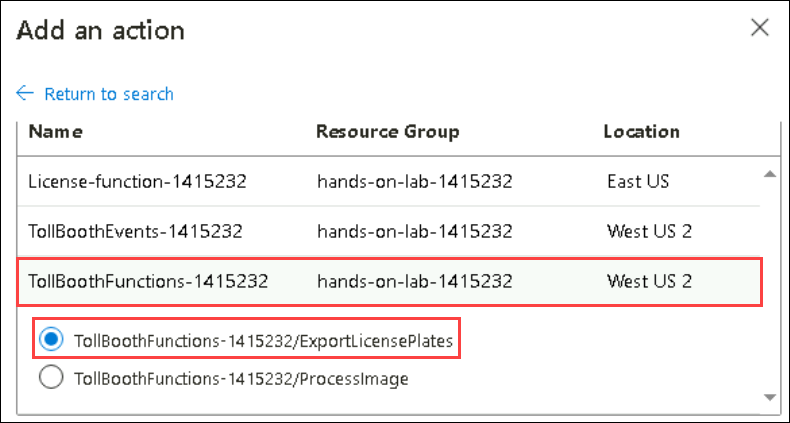 Add an action
Return to search
Name Resource Group Location
License-function-1415232 hands-on-lab-1415232 East US
TollBoothEvents-1415232 hands-on-lab-1415232 West US 2
TollBoothFunctions-1415232 hands-on-lab-1415232 West US 2
TollBoothFunctions-1415232/ExportLicensePlates
TollBoothFunctions-1415232/ProcessImage